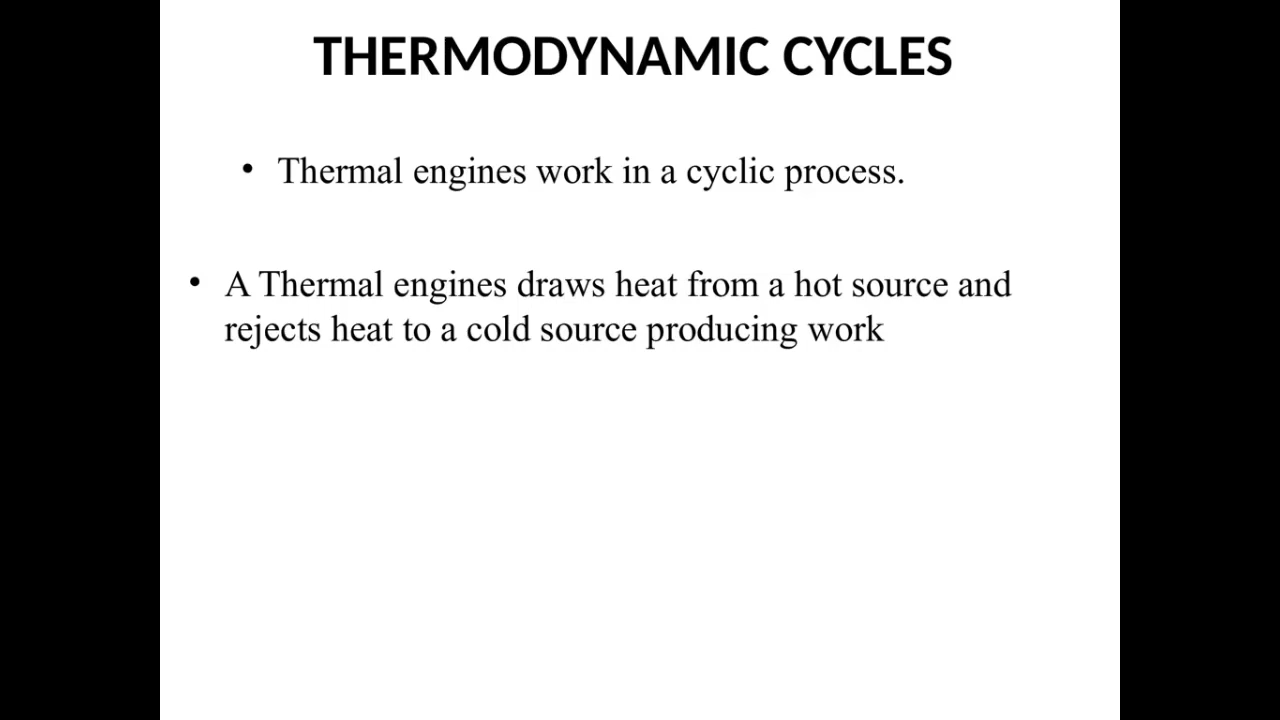 THERMODYNAMIC CYCLES
• Thermal engines work in a cyclic process.
• A Thermal engines draws heat from a hot source and
rejects heat to a cold source producing work